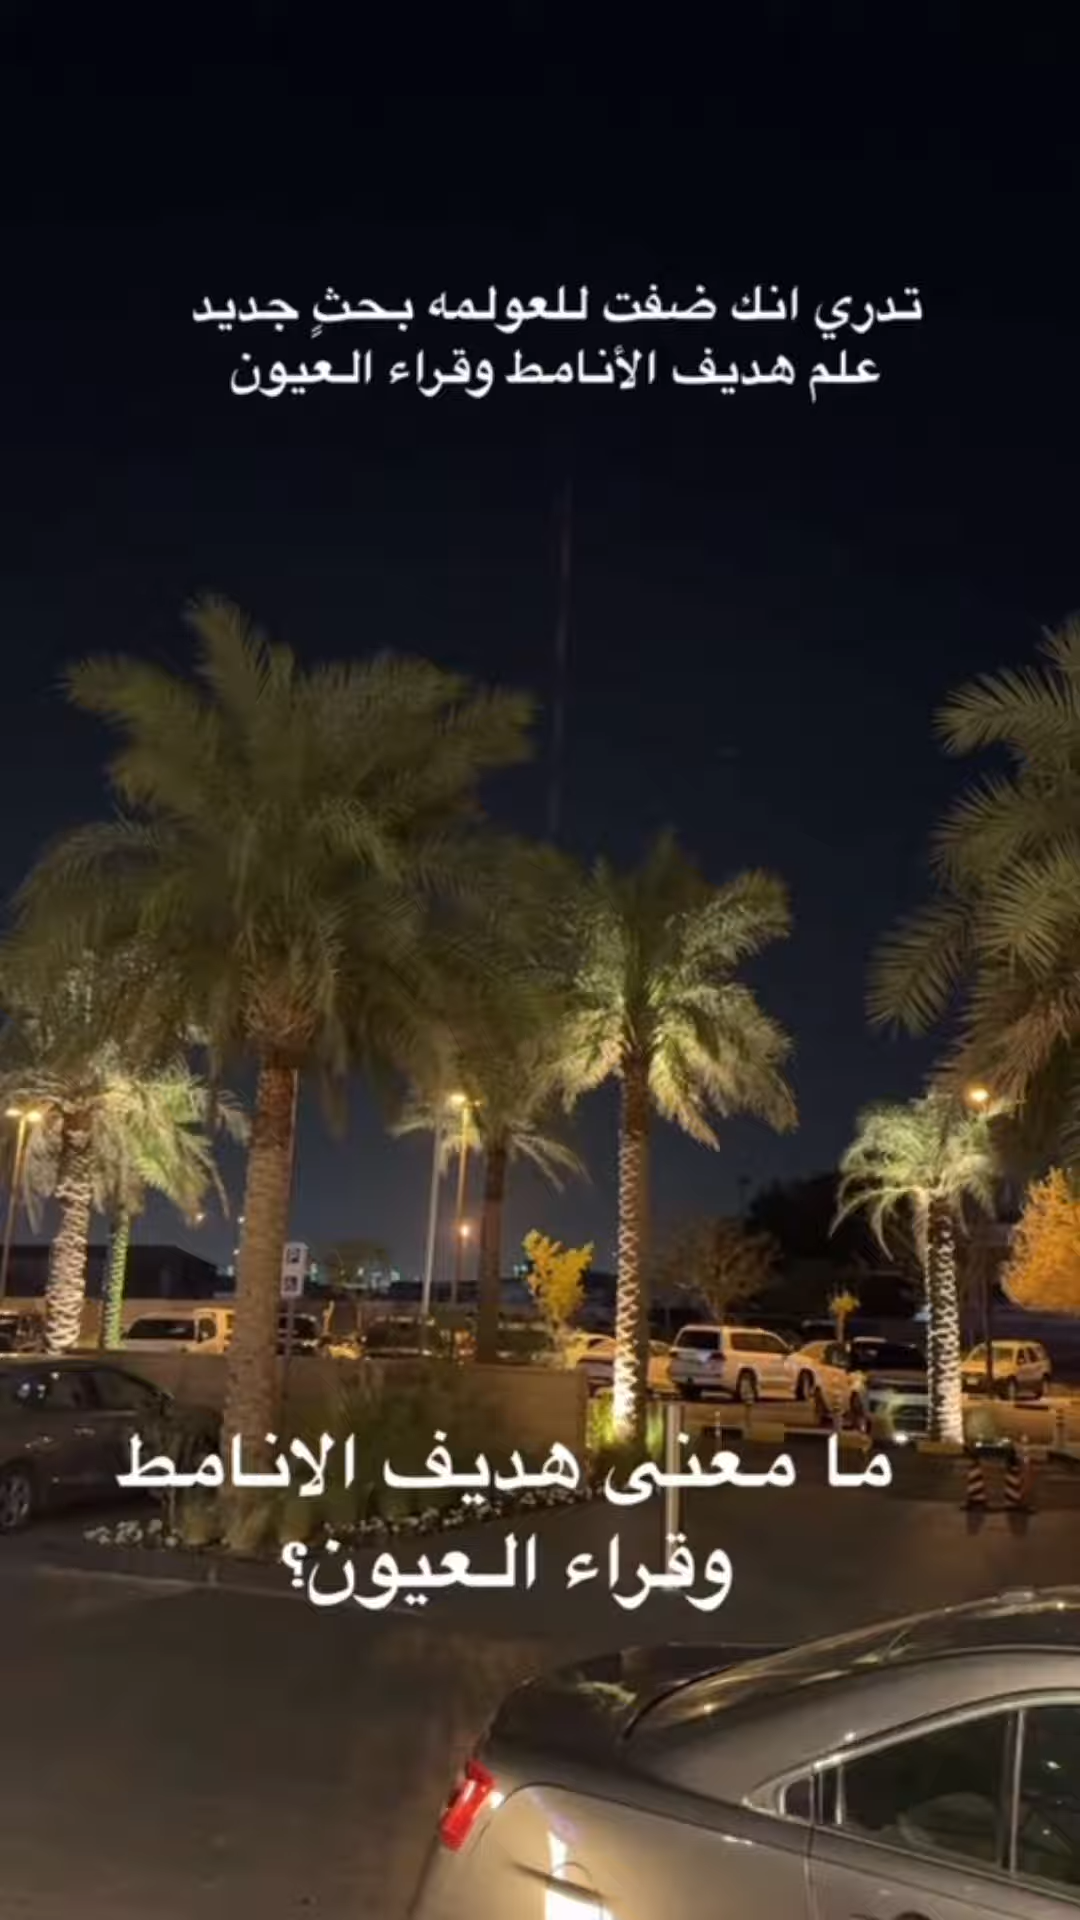 تدري انك ضفت للعولمه بحثٍ جديد
علم هديف الأنامط وقراء العيون
ما معنى هديف الانامط
وقراء العيون؟